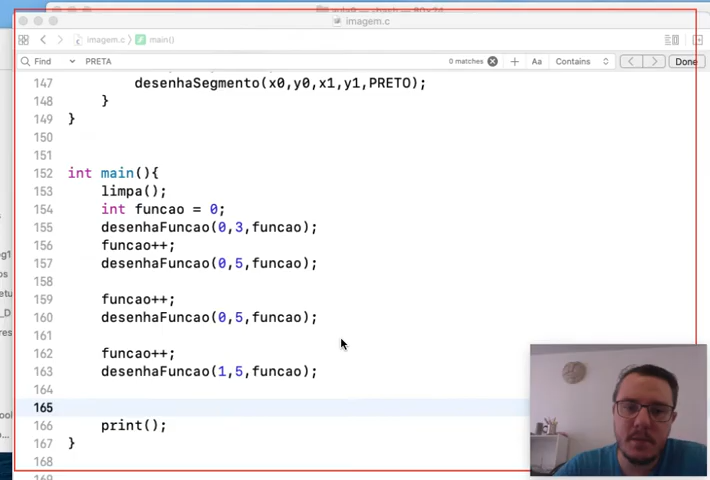 imagem.c
imagem.c main()
Find PRETA 0 matches + Aa Contains Done
147 desenhaSegmento(x0,y0,x1,y1,PRETO);
148 }
149 }
150
151
152 int main(){
153 limpa();
154 int funcao = 0;
155 desenhaFuncao(0,3,funcao);
156 funcao++;
157 desenhaFuncao(0,5,funcao);
158
159 funcao++;
160 desenhaFuncao(0,5,funcao);
161
162 funcao++;
163 desenhaFuncao(1,5,funcao);
164
165
166 print();
167 }
168